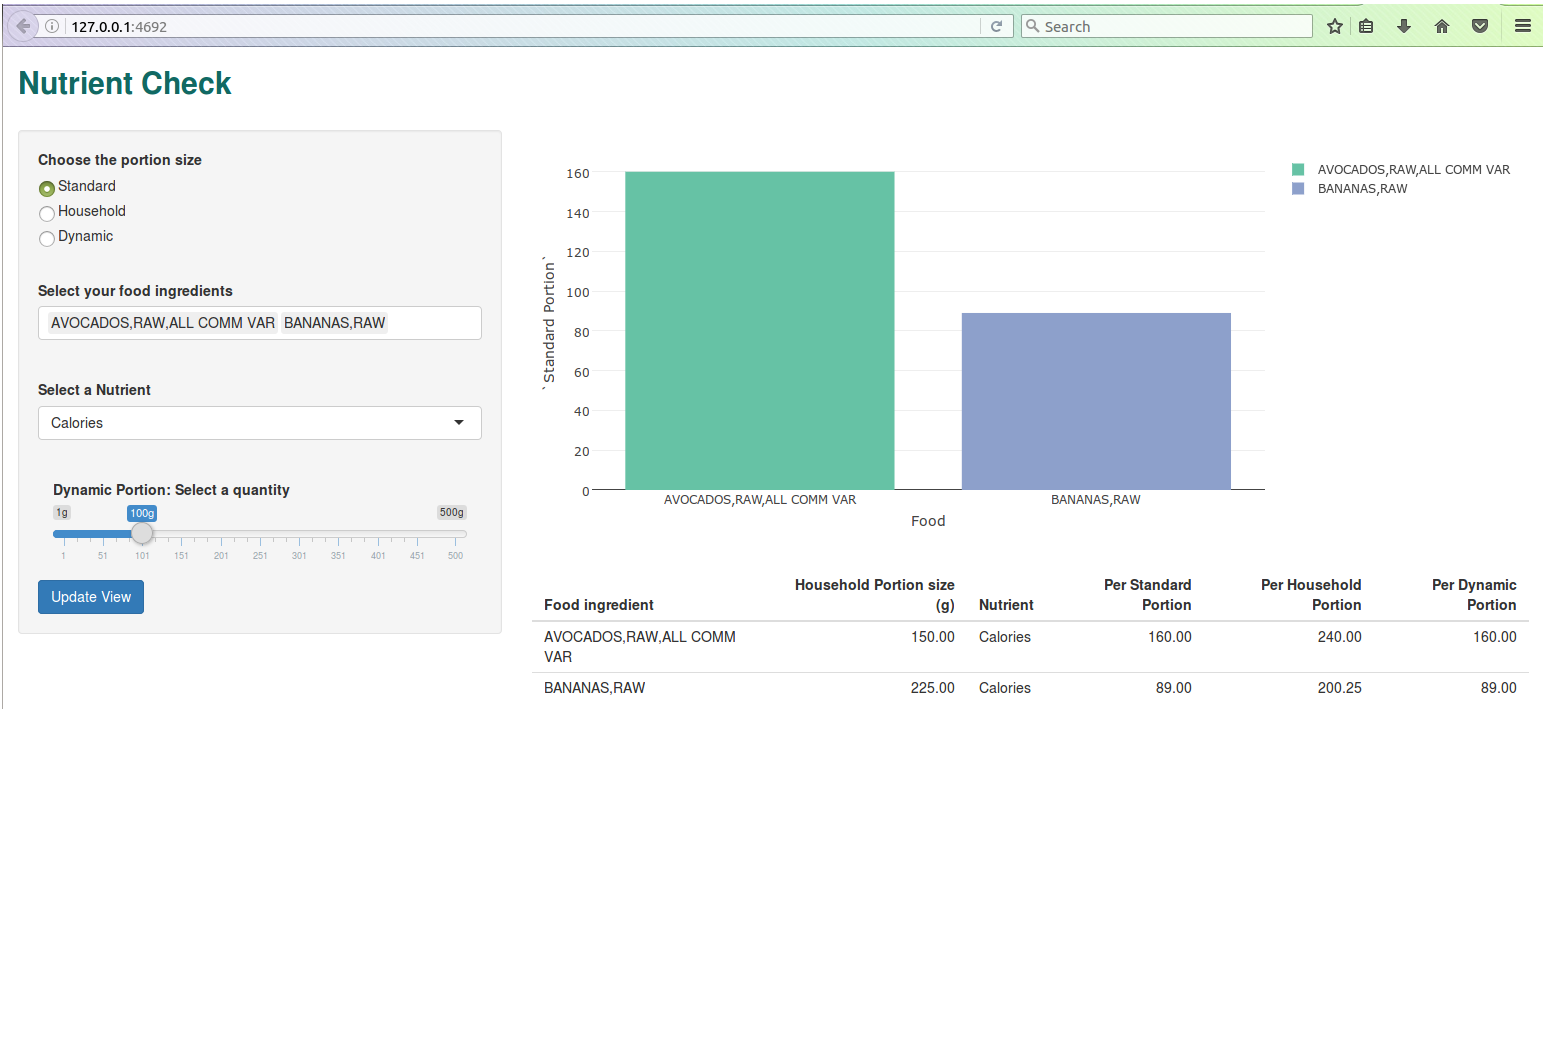 127.0.0.1:4692
Search
Nutrient Check
Choose the portion size
Standard
Household
Dynamic
Select your food ingredients
AVOCADOS,RAW,ALL COMM VAR BANANAS,RAW
Select a Nutrient
Calories
Dynamic Portion: Select a quantity
1g 100g 500g
1 51 101 151 201 251 301 351 401 451 500
Update View
160
140
120
100
80
60
40
20
0
`Standard Portion`
AVOCADOS,RAW,ALL COMM VAR BANANAS,RAW
Food
AVOCADOS,RAW,ALL COMM VAR
BANANAS,RAW
Household Portion size Per Standard Per Household Per Dynamic
Food ingredient (g) Nutrient Portion Portion Portion
AVOCADOS,RAW,ALL COMM 150.00 Calories 160.00 240.00 160.00
VAR
BANANAS,RAW 225.00 Calories 89.00 200.25 89.00